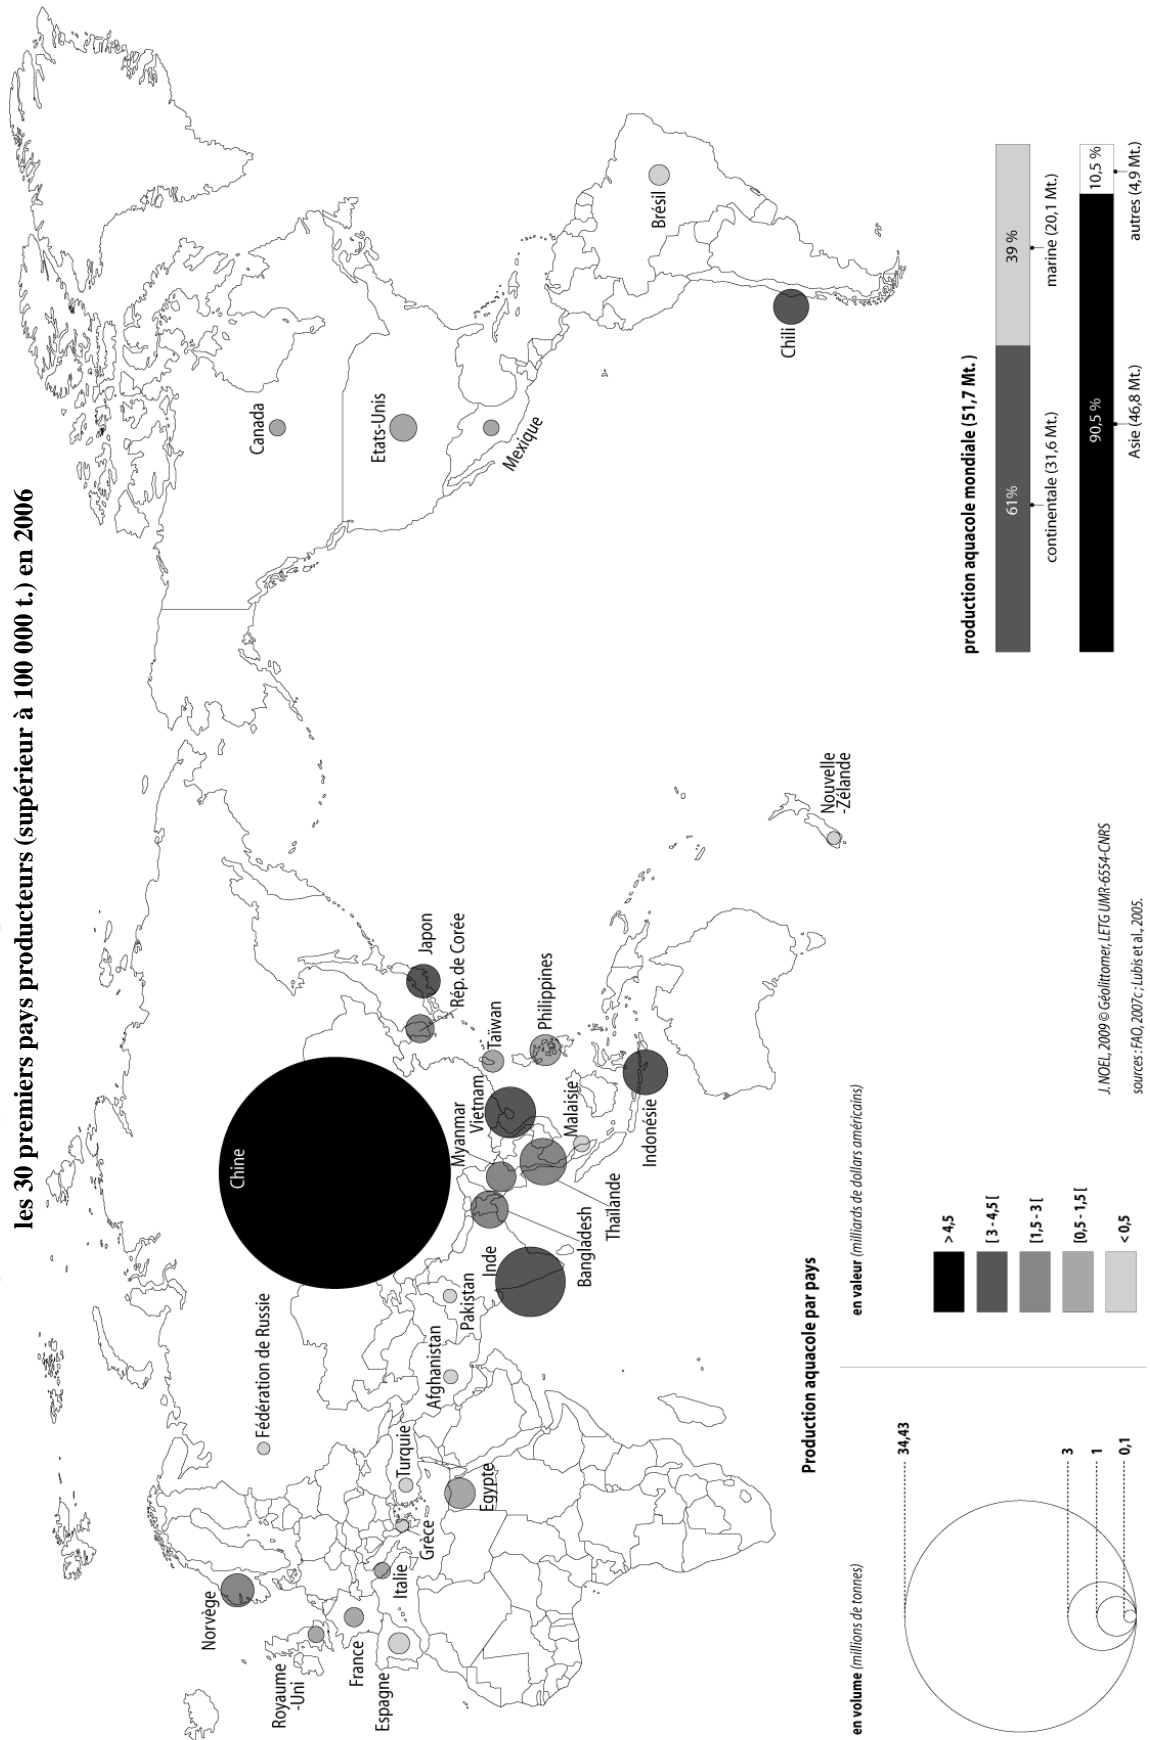 les 30 premiers pays producteurs (supérieur à 100 000 t.) en 2006
Norvège
Fédération de Russie
Chine
Canada
Royaume
-Uni
France
Espagne
Italie
Grèce
Turquie
Egypte
Afghanistan
Pakistan
Inde
Bangladesh
Thaïlande
Myanmar
Vietnam
Malaisie
Indonésie
Taïwan
Philippines
Japon
Rép. de Corée
Nouvelle
-Zélande
Etats-Unis
Mexique
Brésil
Chili
Production aquacole par pays
en volume (millions de tonnes)
34,43
3
1
0,1
en valeur (milliards de dollars américains)
> 4,5
[ 3 - 4,5 [
[1,5 - 3 [
[0,5 - 1,5 [
< 0,5
J. NOEL, 2009 © Géolittomer, LETG UMR-6554-CNRS
sources : FAO, 2007c ; Lubis et al., 2005.
production aquacole mondiale (51,7 Mt.)
61%
39 %
continentale (31,6 Mt.)
marine (20,1 Mt.)
90,5 %
10,5 %
Asie (46,8 Mt.)
autres (4,9 Mt.)